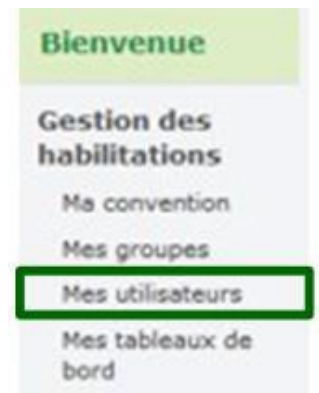 Bienvenue
Gestion des
habilitations
Ma convention
Mes groupes
Mes utilisateurs
Mes tableaux de
bord